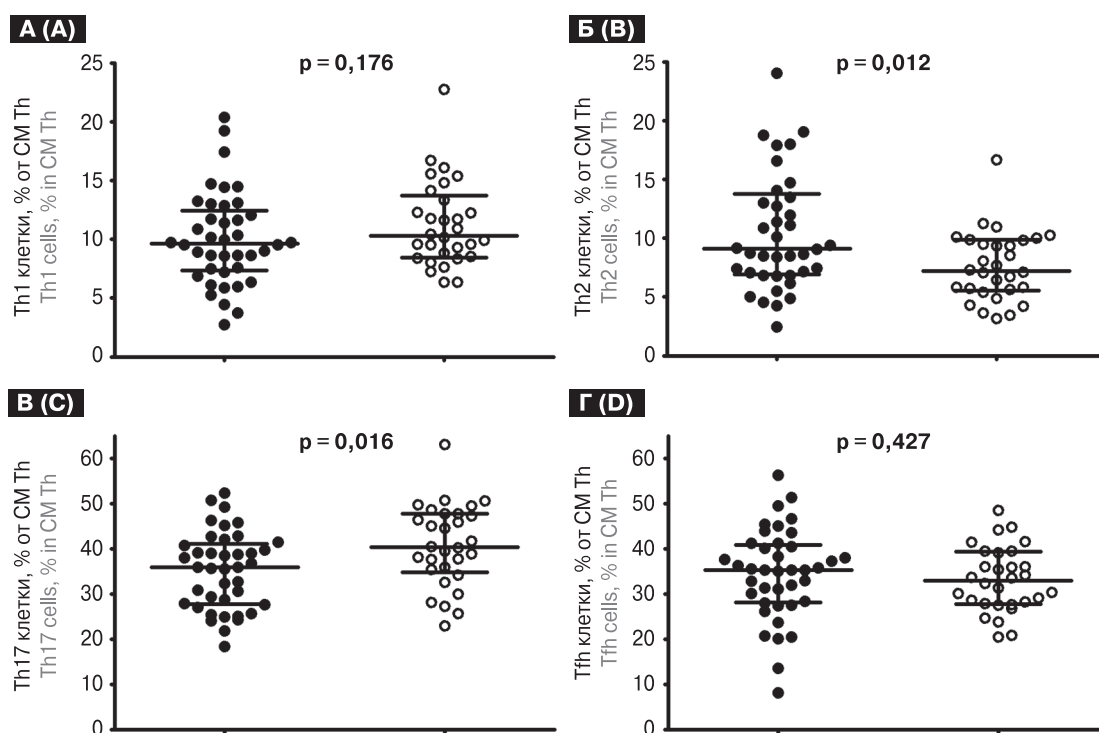 А (A)
p = 0,176
Th1 клетки, % от CM Th
Th1 cells, % in CM Th
25
20
15
10
5
0
Б (B)
p = 0,012
Th2 клетки, % от CM Th
Th2 cells, % in CM Th
25
20
15
10
5
0
В (C)
p = 0,016
Th17 клетки, % от CM Th
Th17 cells, % in CM Th
60
50
40
30
20
10
0
Г (D)
p = 0,427
Tfh клетки, % от CM Th
Tfh cells, % in CM Th
60
50
40
30
20
10
0